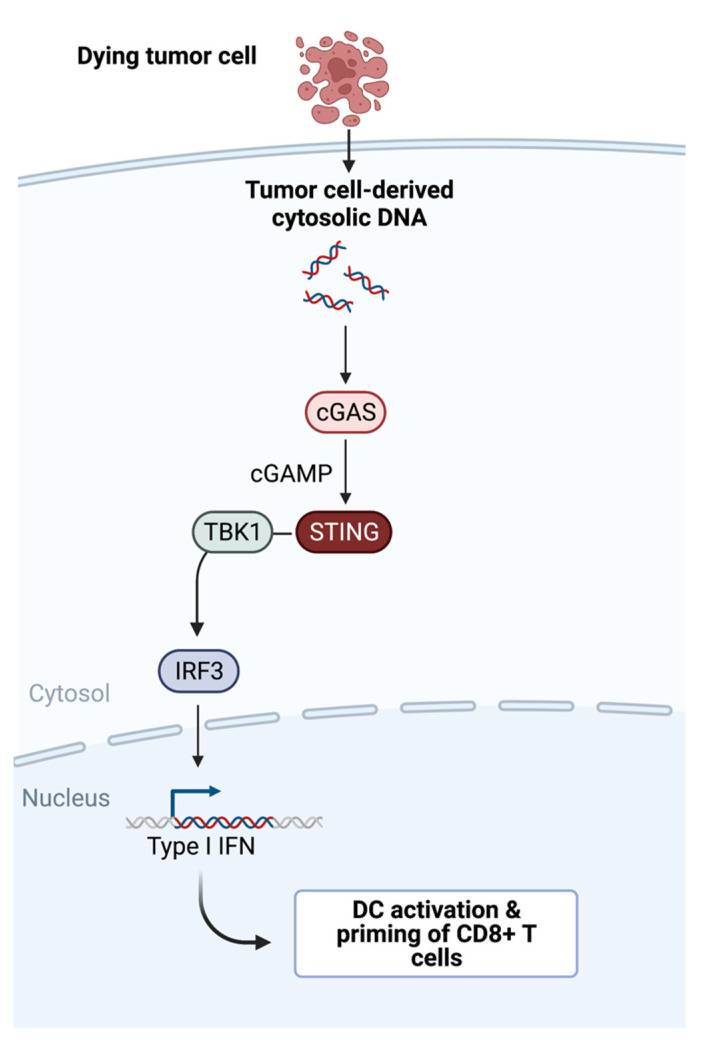 Dying tumor cell
Tumor cell-derived
cytosolic DNA
cGAS
cGAMP
TBK1
STING
IRF3
Cytosol
Nucleus
Type I IFN
DC activation &
priming of CD8+ T
cells